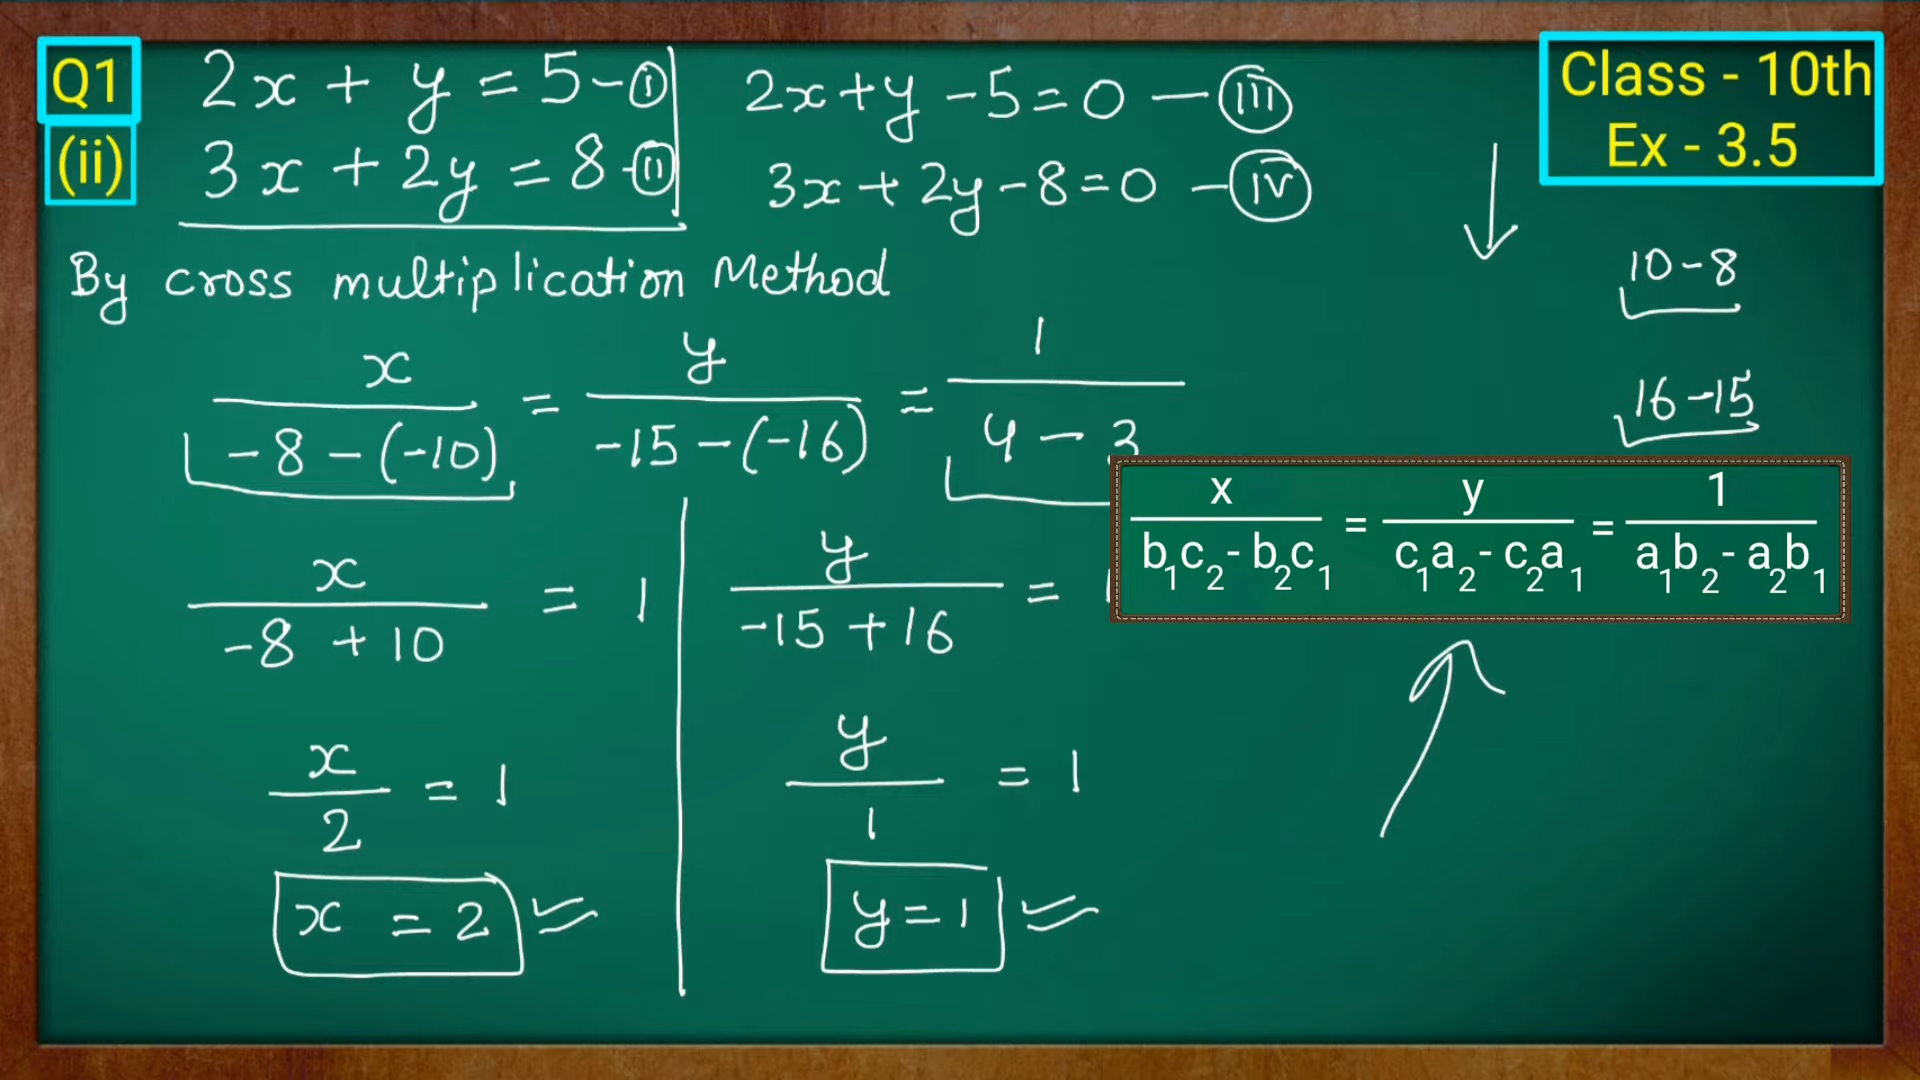 Q1
(ii)
2x + y = 5 - (i)
3x + 2y = 8 - (ii)
2x + y - 5 = 0 - (iii)
3x + 2y - 8 = 0 - (iv)
Class - 10th
Ex - 3.5
By cross multiplication Method
10 - 8
16 - 15
x/(-8 - (-10)) = y/(-15 - (-16)) = 1/(4 - 3)
x/(b₁c₂ - b₂c₁) = y/(c₁a₂ - c₂a₁) = 1/(a₁b₂ - a₂b₁)
x/(-8 + 10) = 1
x/2 = 1
x = 2
y/(-15 + 16) = 1
y/1 = 1
y = 1